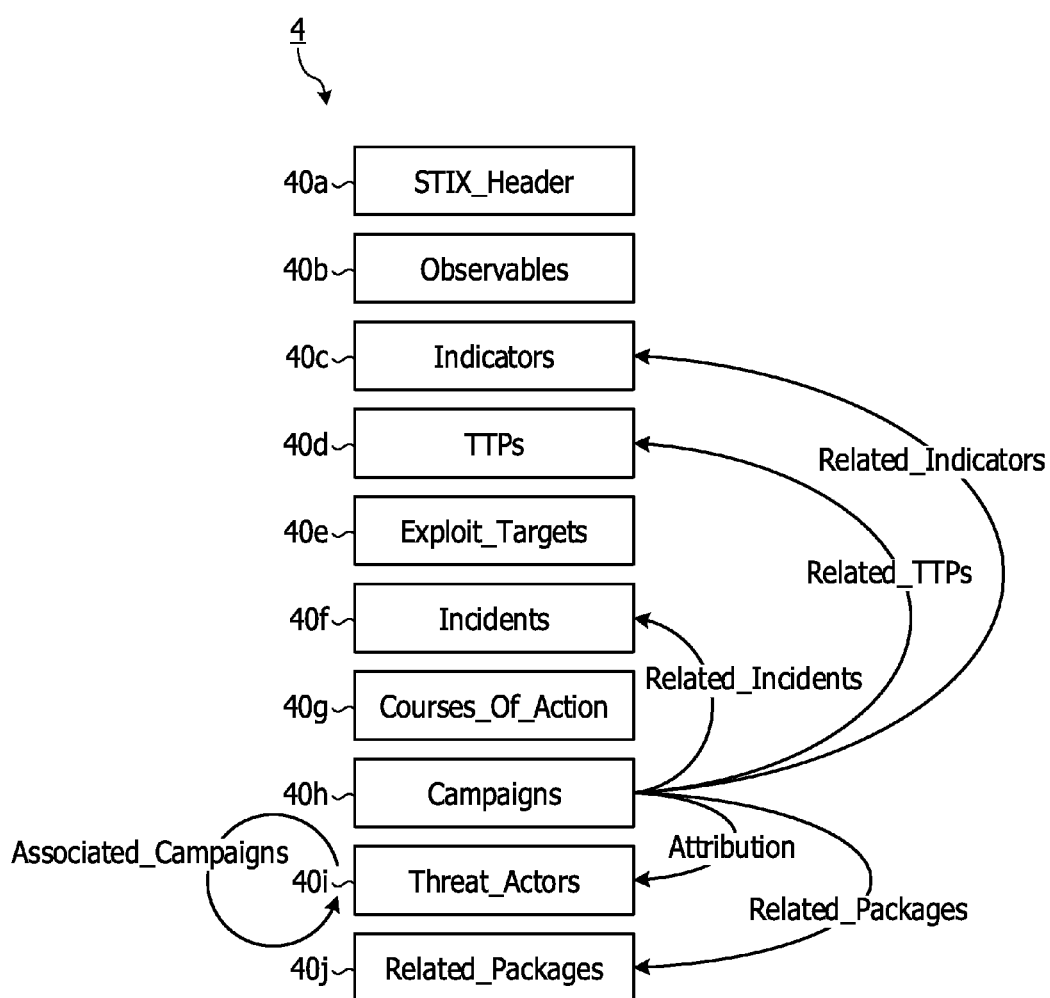 4
40a
STIX_Header
40b
Observables
40c
Indicators
40d
TTPs
Related_Indicators
40e
Exploit_Targets
Related_TTPs
40f
Incidents
Related_Incidents
40g
Courses_Of_Action
40h
Campaigns
Associated_Campaigns
Attribution
40i
Threat_Actors
Related_Packages
40j
Related_Packages